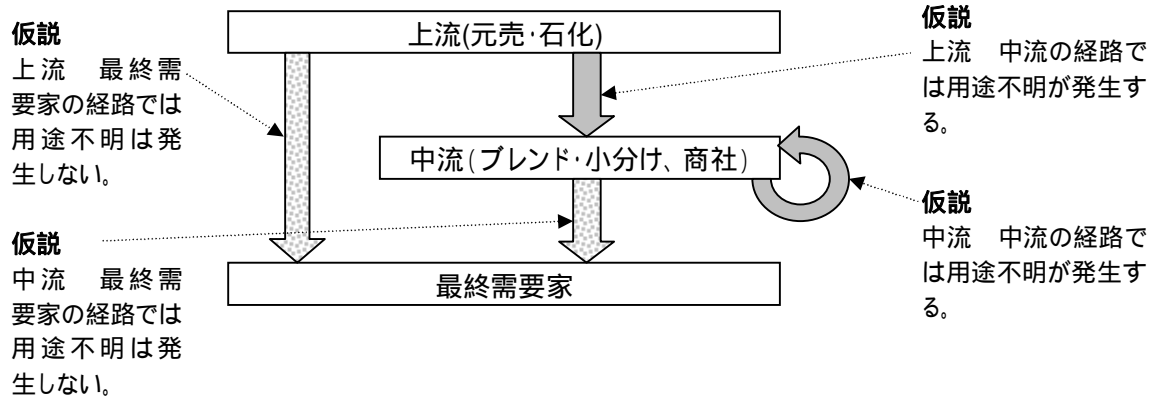 仮説
上流　最終需
要家の経路では
用途不明は発
生しない。
仮説
中流　最終需
要家の経路では
用途不明は発
生しない。
上流(元売・石化)
中流(ブレンド・小分け、商社)
最終需要家
仮説
上流　中流の経路で
は用途不明が発生す
る。
仮説
中流　中流の経路で
は用途不明が発生す
る。